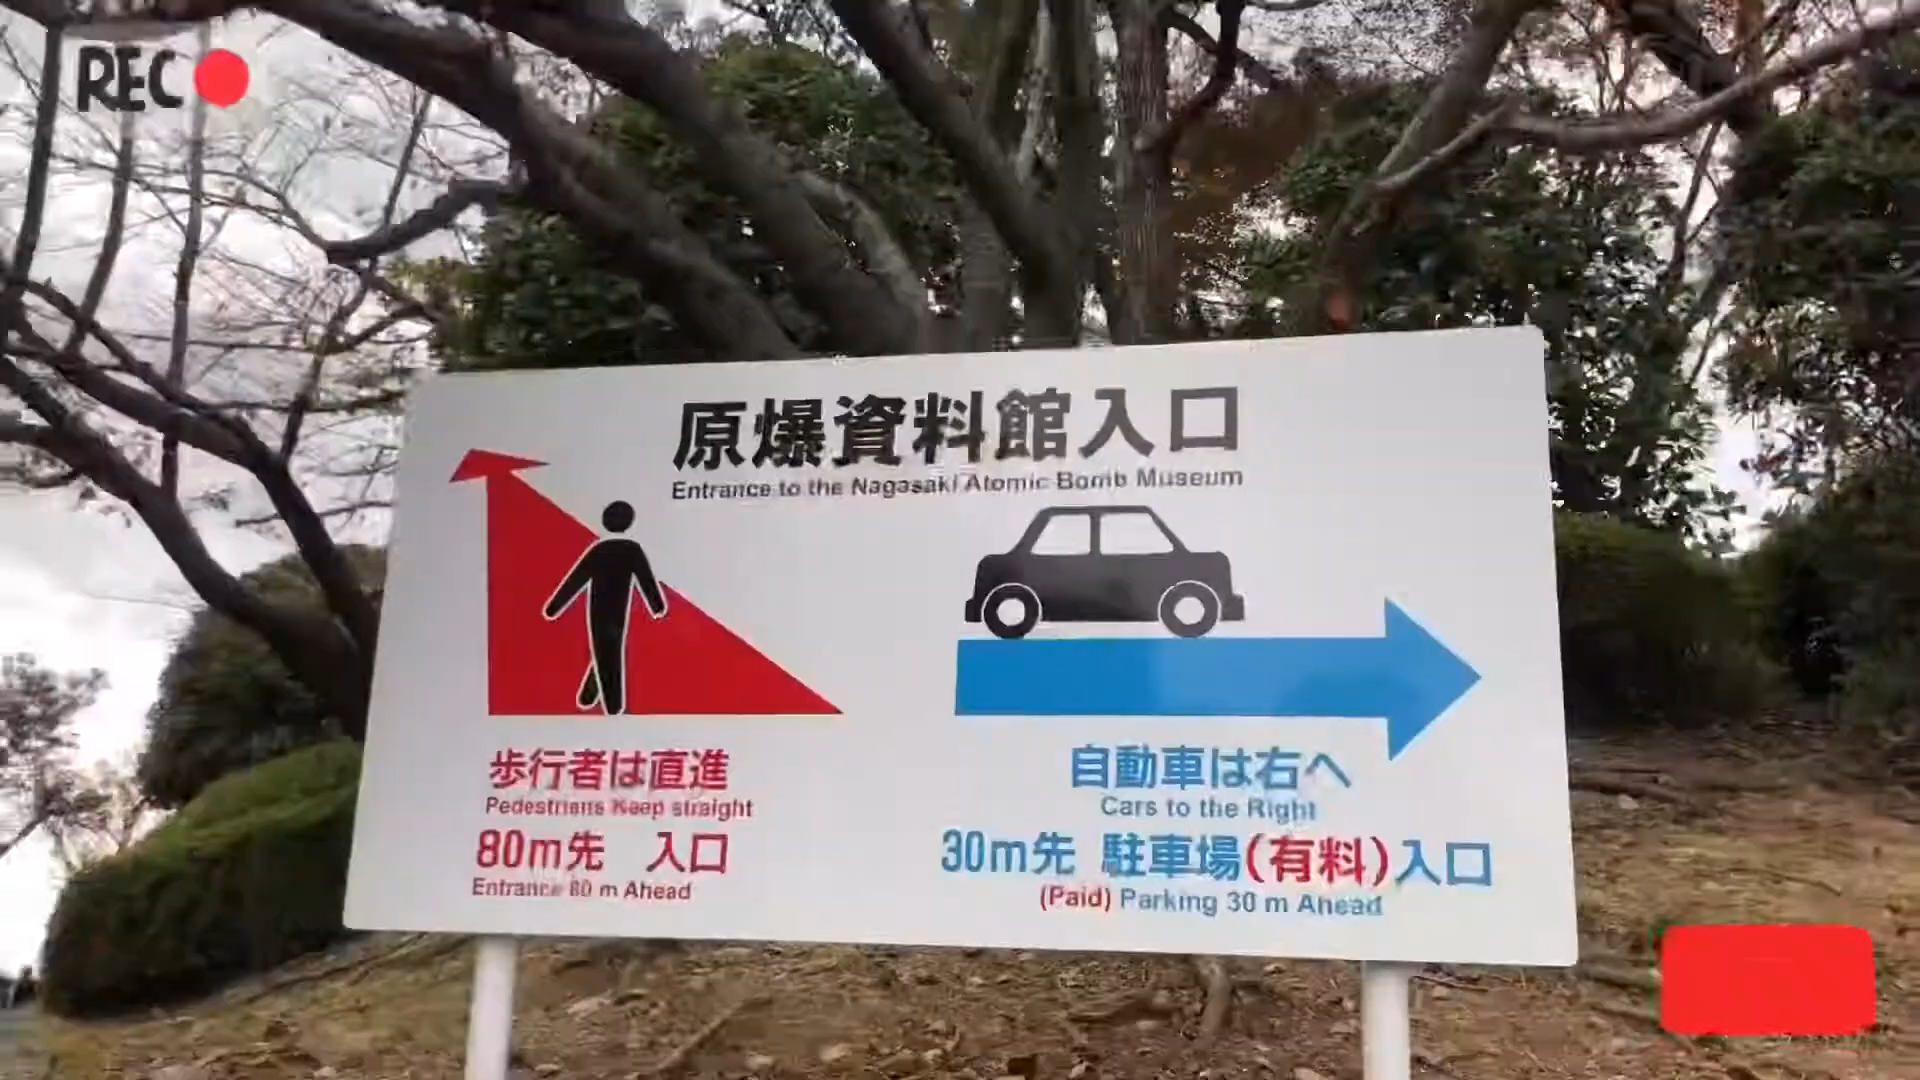 REC
原爆資料館入口
Entrance to the Nagasaki Atomic Bomb Museum
歩行者は直進
Pedestrians Keep straight
80m先 入口
Entrance 80 m Ahead
自動車は右へ
Cars to the Right
30m先 駐車場(有料)入口
(Paid) Parking 30 m Ahead